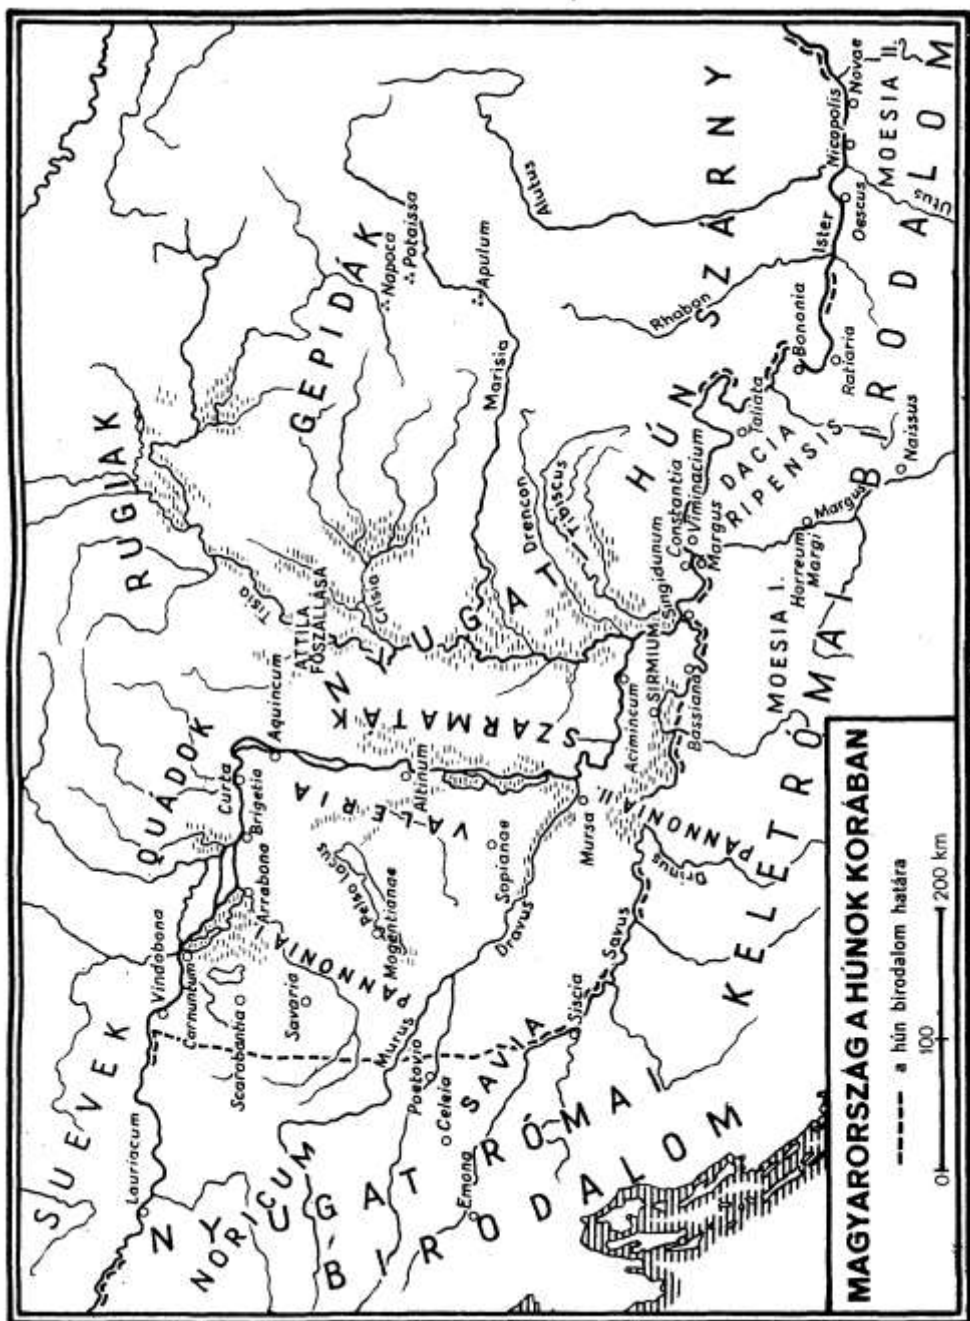 SUEVEK
QUÁDOK
RUGIAK
GEPIDÁK
Lauriacum
Vindobona
Carnuntum
Scarabantia
Savaria
Arrabona
Brigetio
Curta
Aquincum
ATTILA
FŐSZÁLLÁSA
Tisia
Crisia
Napoca
Potaissa
Apulum
Marisia
Alutus
NORICUM
PANNONIA I.
Pelso lacus
Mogentianae
VALERIA
Altinum
SZARMATÁK
NYUGATI HÚN SZÁRNY
Drencon
Tibiscus
Rhabon
Murus
Poetovio
Celeia
Emona
SAVIA
Siscia
Savus
Dravus
Sopianae
Mursa
PANNONIA II.
Drinus
Acimincum
SIRMIUM
Bassiana
Singidunum
Constantia
Viminacium
Margus
Taliata
DACIA
RIPENSIS
MOESIA I.
Horreum
Margi
Margus
Naissus
Bononia
Ratiaria
Ister
Oescus
Utus
Nicopolis
Novae
MOESIA II.
NYUGATRÓMAI
BIRODALOM
KELETRÓMAI BIRODALOM
MAGYARORSZÁG A HÚNOK KORÁBAN
a hún birodalom határa
0 100 200 km